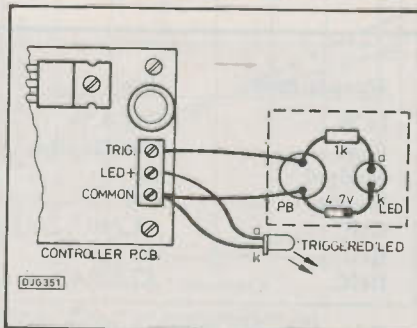 TRIG.
LED+
COMMON
1k
a
4 7V
k
PB
LED
a
k
'TRIGGERED' LED
CONTROLLER P.C.B.
DJG351